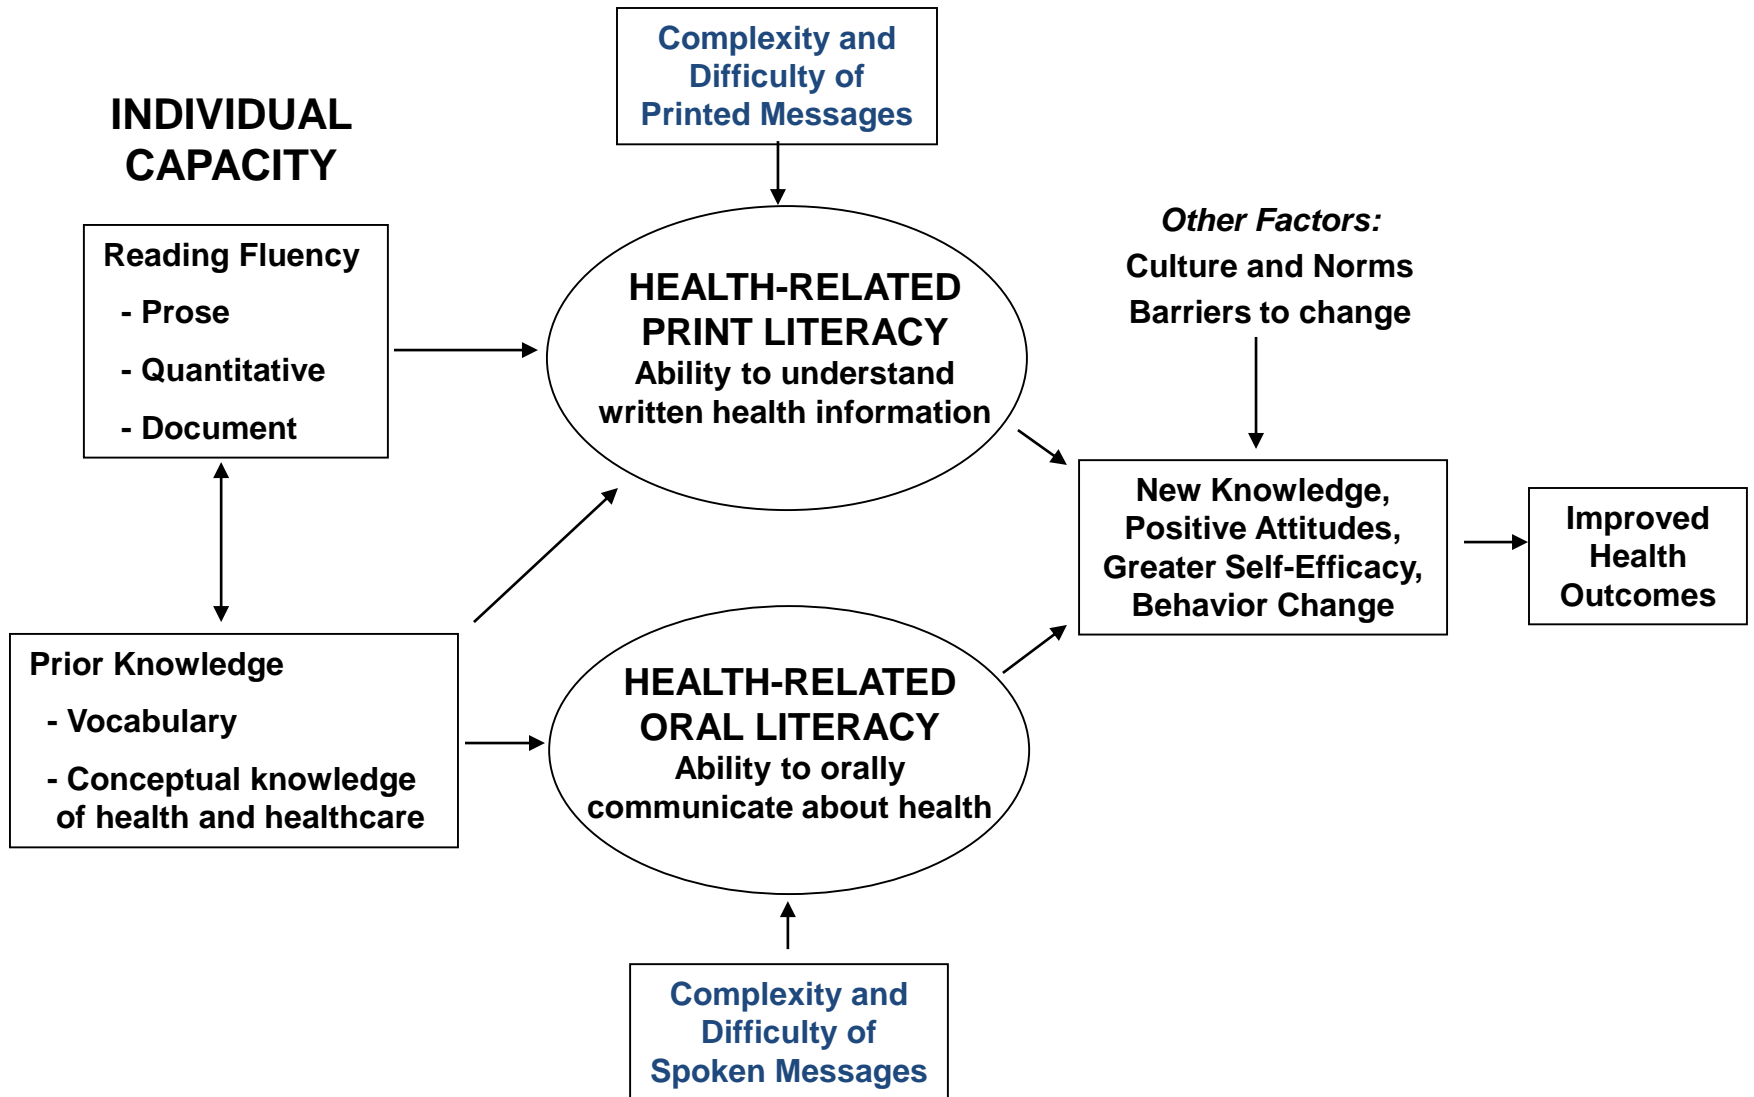 Complexity and
Difficulty of
Printed Messages
INDIVIDUAL
CAPACITY
Reading Fluency
- Prose
- Quantitative
- Document
HEALTH-RELATED
PRINT LITERACY
Ability to understand
written health information
Other Factors:
Culture and Norms
Barriers to change
New Knowledge,
Positive Attitudes,
Greater Self-Efficacy,
Behavior Change
Improved
Health
Outcomes
Prior Knowledge
- Vocabulary
- Conceptual knowledge
of health and healthcare
HEALTH-RELATED
ORAL LITERACY
Ability to orally
communicate about health
Complexity and
Difficulty of
Spoken Messages